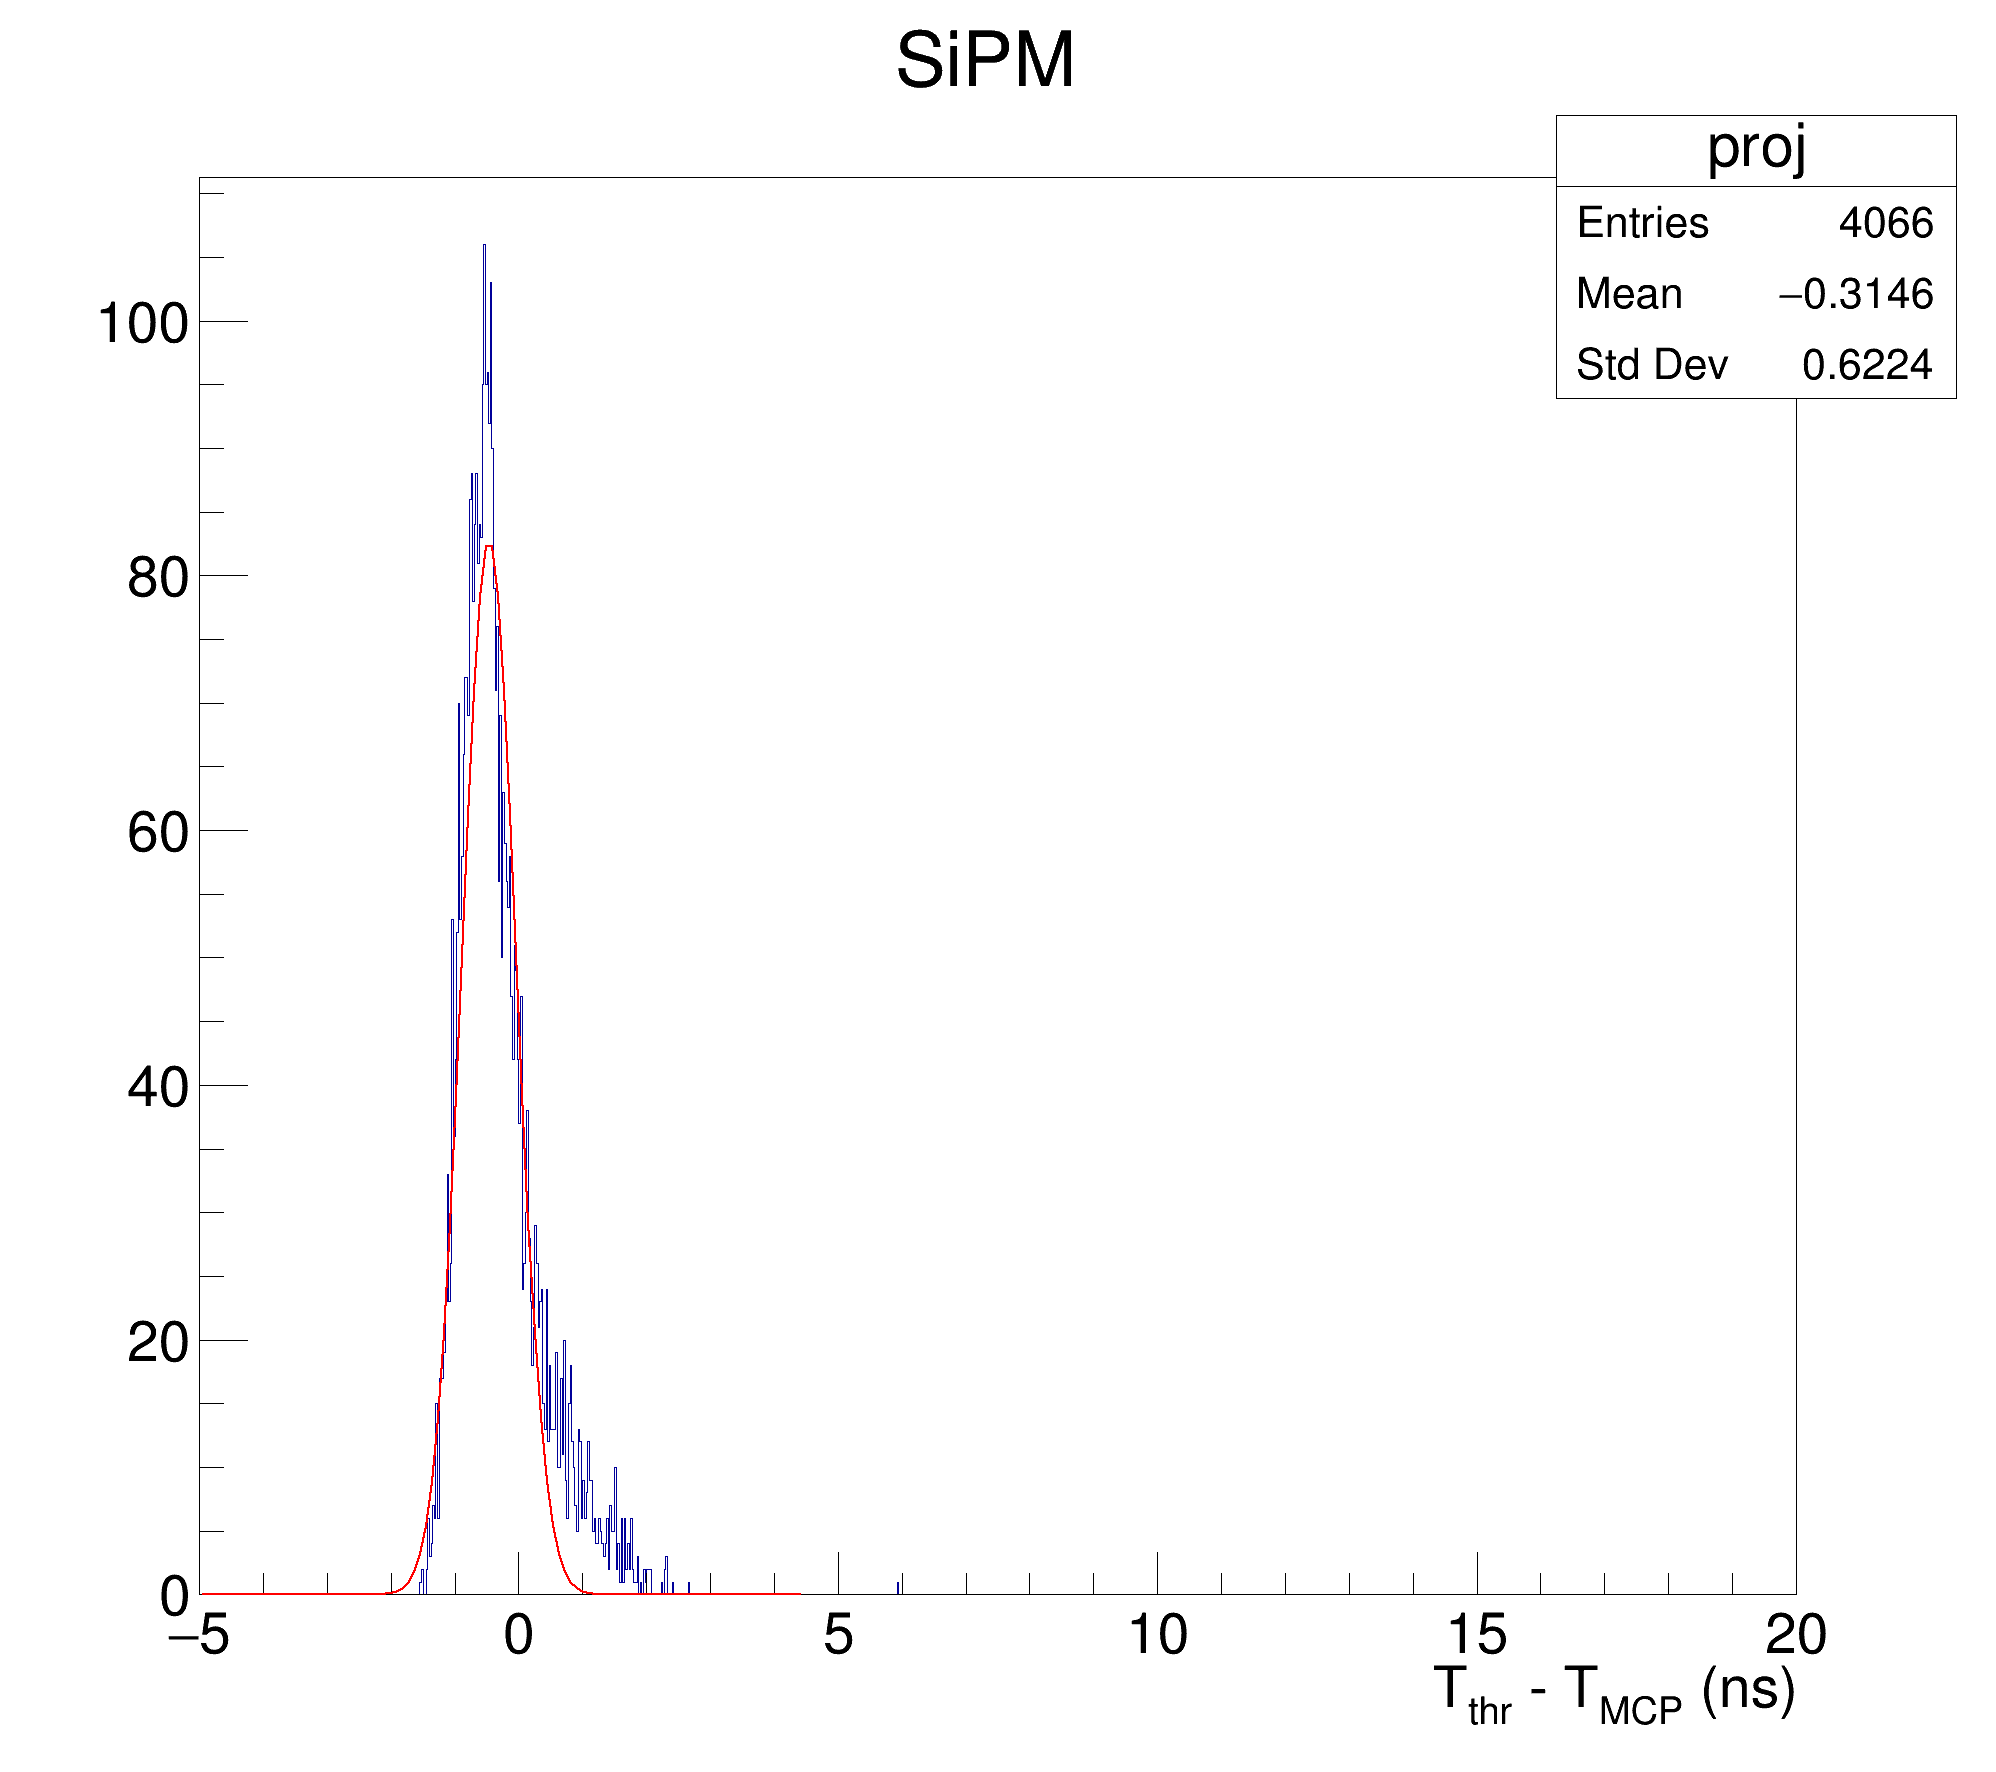 SiPM
proj
Entries 4066
Mean −0.3146
Std Dev 0.6224
100
80
60
40
20
0
−5 0 5 10 15 20
T_thr - T_MCP (ns)